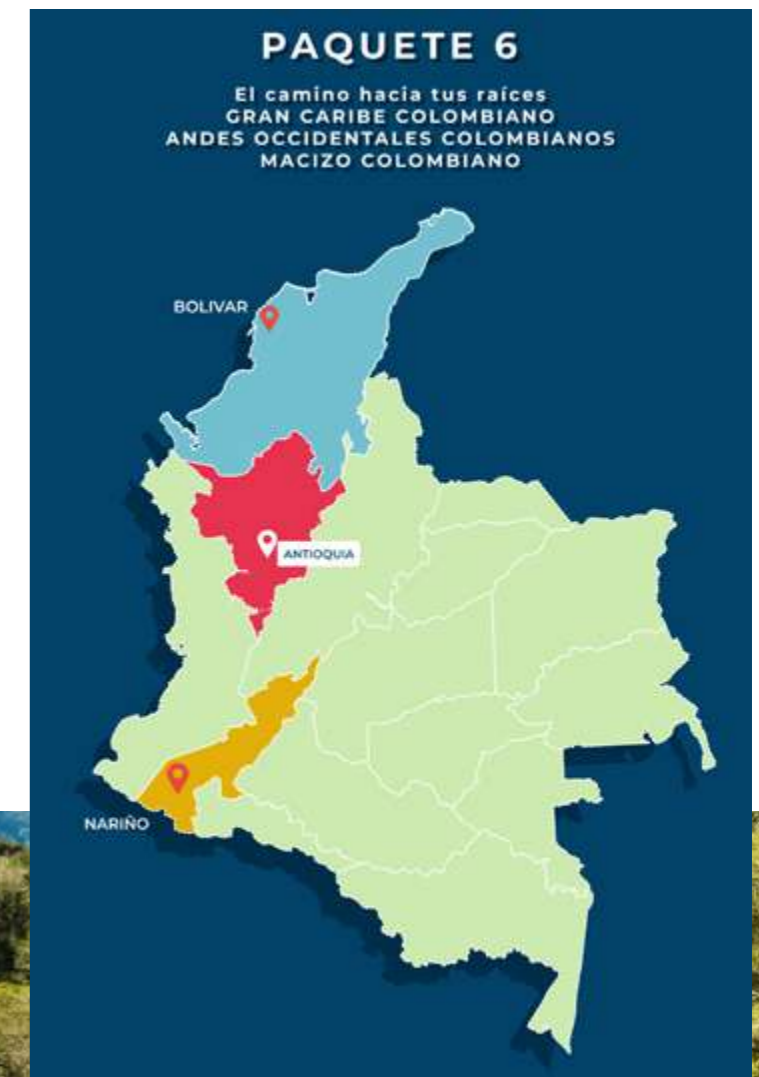 PAQUETE 6
El camino hacia tus raíces
GRAN CARIBE COLOMBIANO
ANDES OCCIDENTALES COLOMBIANOS
MACIZO COLOMBIANO
BOLIVAR
ANTIOQUIA
NARIÑO